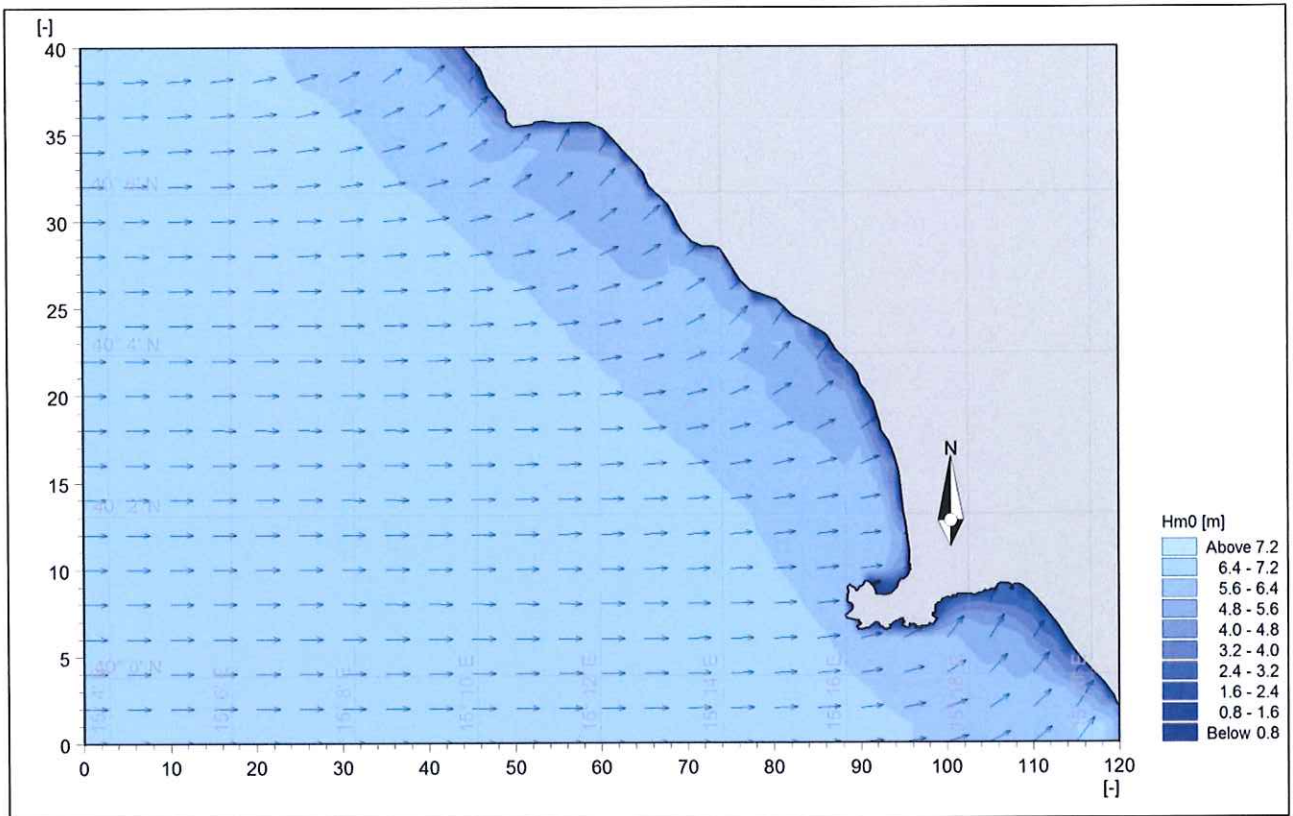 [-]
40
35
30
25
20
15
10
5
0
0 10 20 30 40 50 60 70 80 90 100 110 120
[-]
40° 4' N
40° 2' N
40° 0' N
15° 4' E
15° 6' E
15° 8' E
15° 10' E
15° 12' E
15° 14' E
15° 16' E
15° 18' E
N
Hm0 [m]
Above 7.2
6.4 - 7.2
5.6 - 6.4
4.8 - 5.6
4.0 - 4.8
3.2 - 4.0
2.4 - 3.2
1.6 - 2.4
0.8 - 1.6
Below 0.8